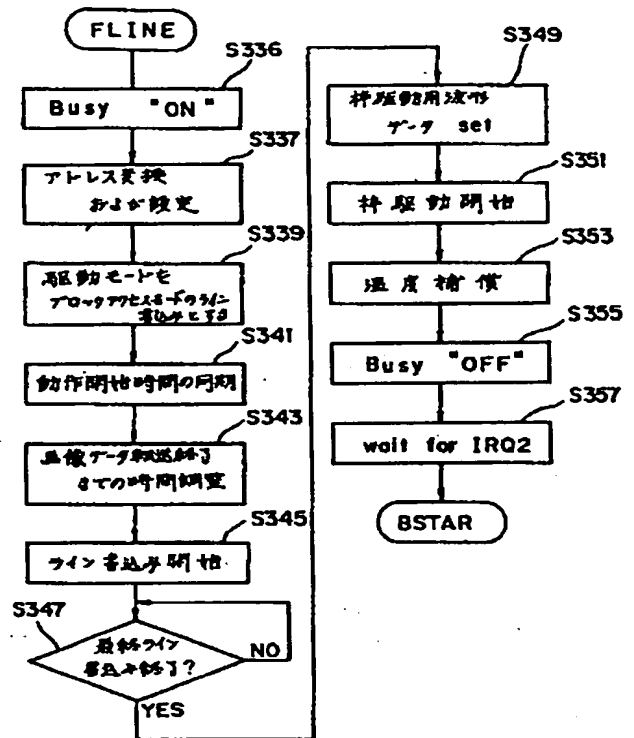 FLINE
S336
Busy "ON"
S337
アドレス変換
および設定
S339
駆動モードを
ブロックアクセスモードのライン
書込みとする
S341
動作開始時間の同期
S343
画像データ転送終了
までの時間調整
S345
ライン書込み開始
S347
最終ライン
書込み終了?
NO
YES
S349
枠駆動用波形
データ set
S351
枠駆動開始
S353
温度補償
S355
Busy "OFF"
S357
wait for IRQ2
BSTAR